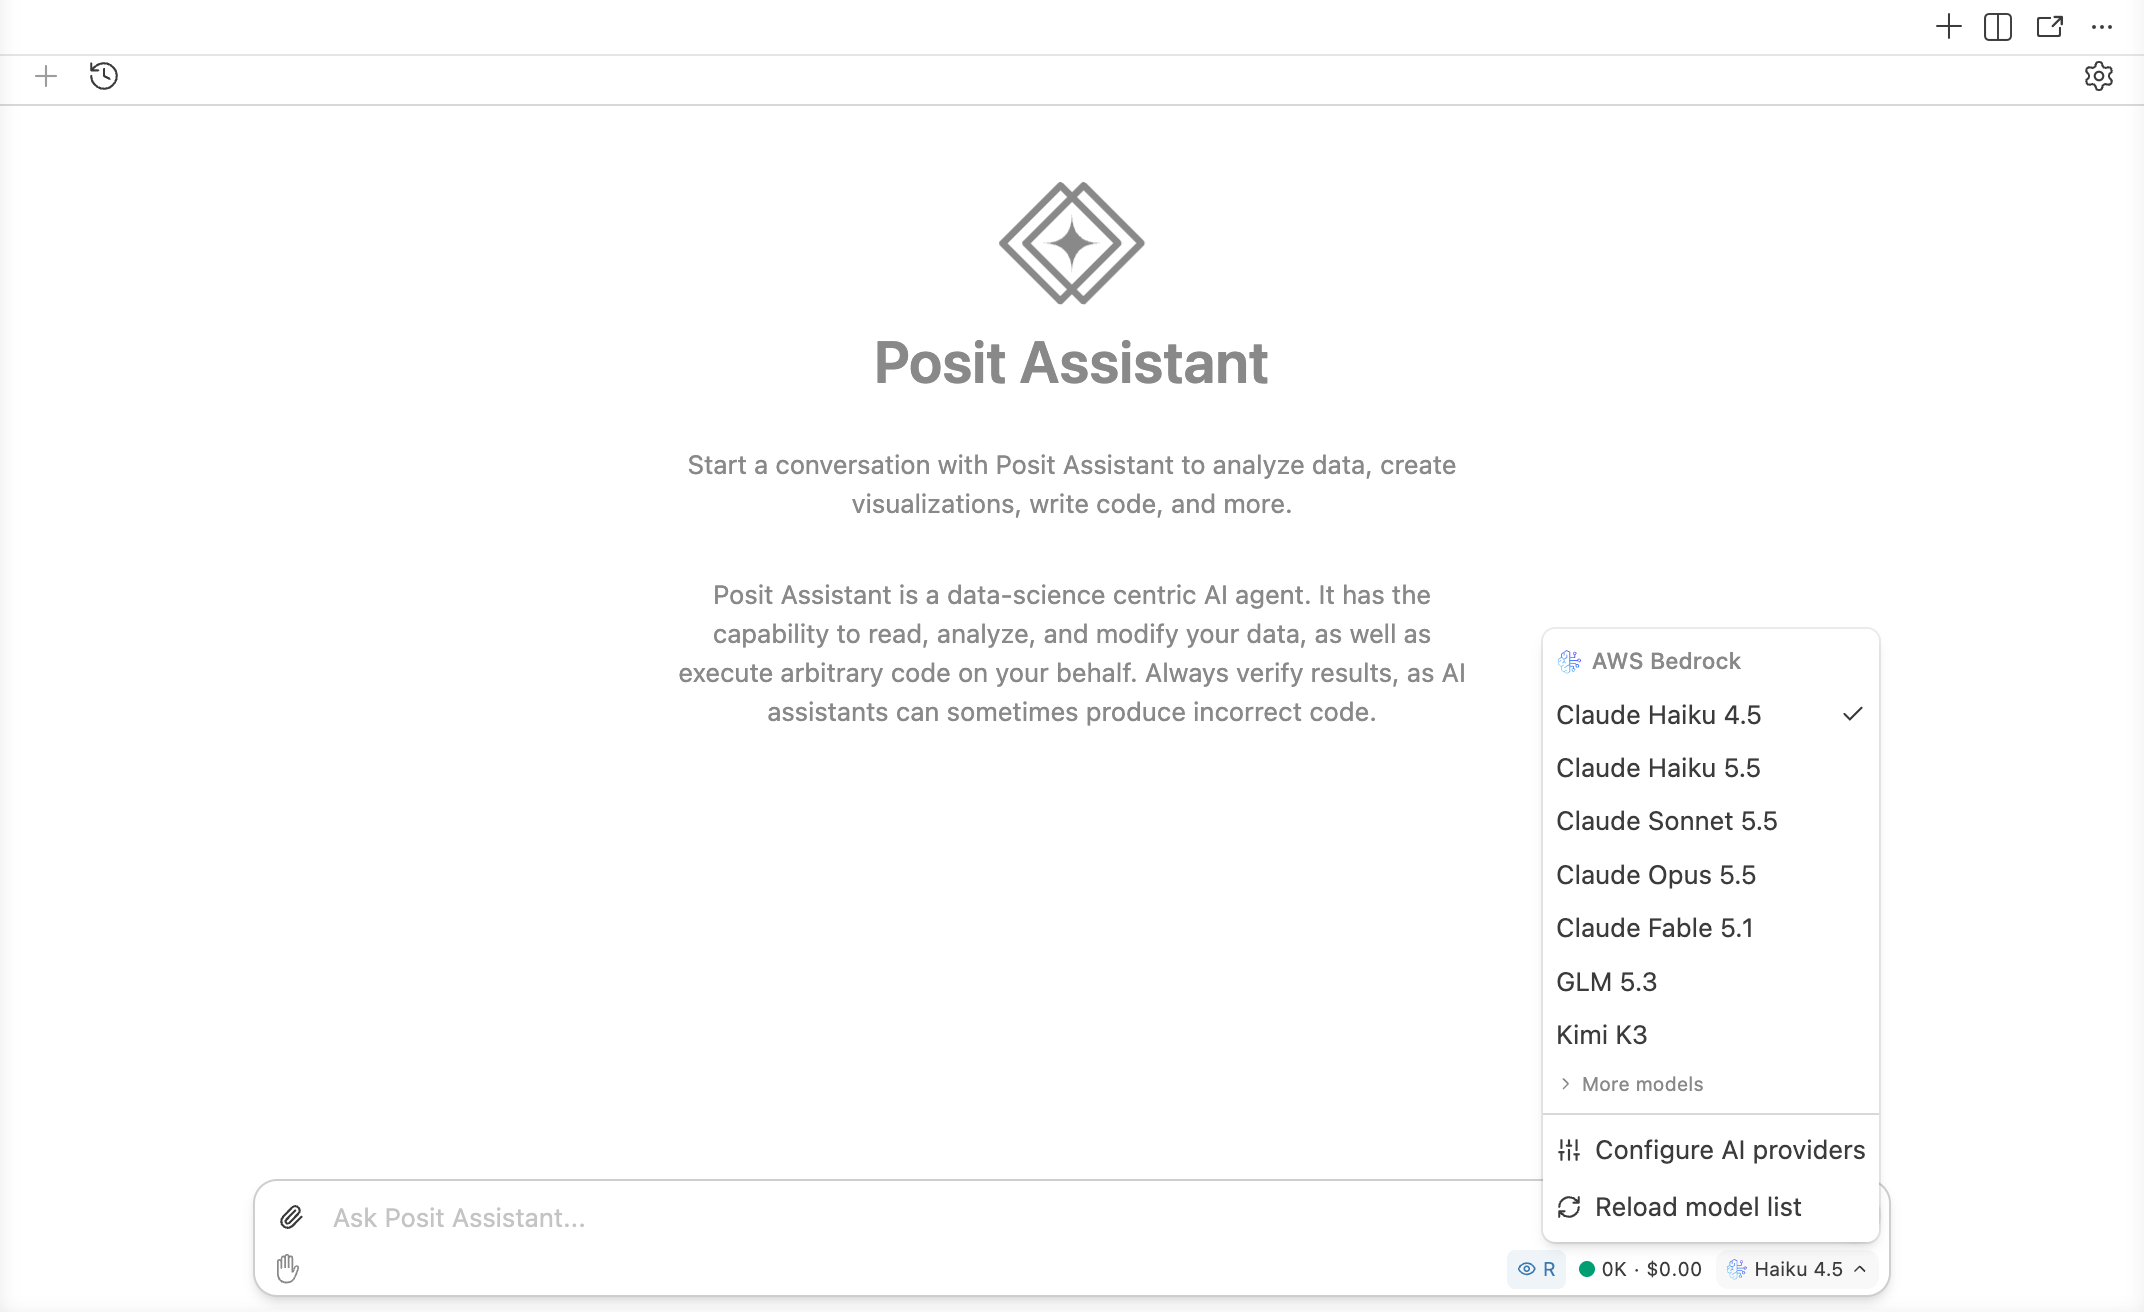 Posit Assistant
Start a conversation with Posit Assistant to analyze data, create
visualizations, write code, and more.
Posit Assistant is a data-science centric AI agent. It has the
capability to read, analyze, and modify your data, as well as
execute arbitrary code on your behalf. Always verify results, as AI
assistants can sometimes produce incorrect code.
AWS Bedrock
Claude Haiku 4.5
Claude Haiku 5.5
Claude Sonnet 5.5
Claude Opus 5.5
Claude Fable 5.1
GLM 5.3
Kimi K3
More models
Configure AI providers
Reload model list
Ask Posit Assistant...
R
0K · $0.00
Haiku 4.5